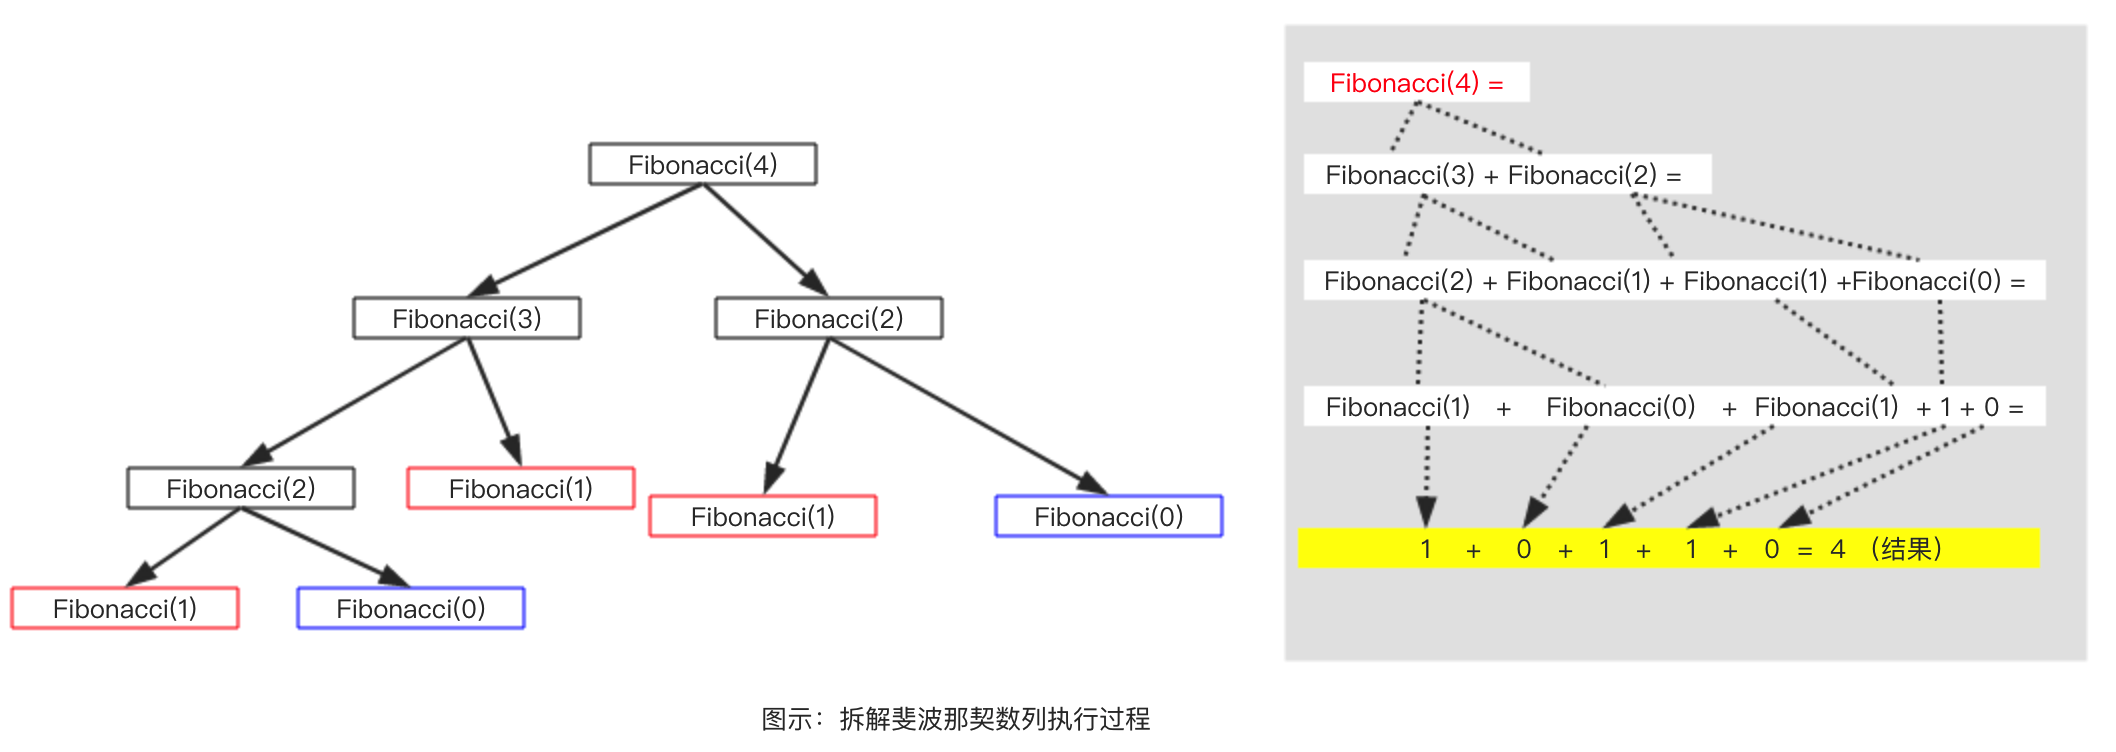 Fibonacci(4)
Fibonacci(3)
Fibonacci(2)
Fibonacci(2)
Fibonacci(1)
Fibonacci(1)
Fibonacci(0)
Fibonacci(1)
Fibonacci(0)
Fibonacci(4) =
Fibonacci(3) + Fibonacci(2) =
Fibonacci(2) + Fibonacci(1) + Fibonacci(1) +Fibonacci(0) =
Fibonacci(1) + Fibonacci(0) + Fibonacci(1) + 1 + 0 =
1 + 0 + 1 + 1 + 0 = 4 （结果）
图示：拆解斐波那契数列执行过程